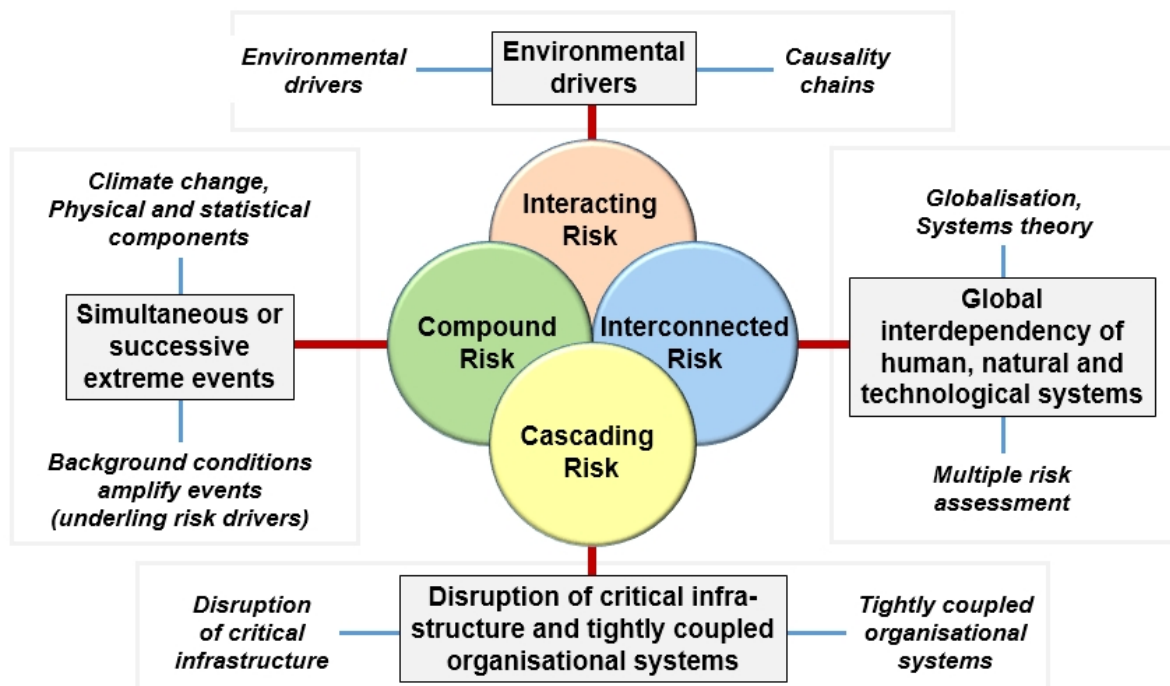 Environmental
drivers
Environmental
drivers
Causality
chains
Interacting
Risk
Climate change,
Physical and statistical
components
Simultaneous or
successive
extreme events
Background conditions
amplify events
(underling risk drivers)
Compound
Risk
Interconnected
Risk
Globalisation,
Systems theory
Global
interdependency of
human, natural and
technological systems
Multiple risk
assessment
Cascading
Risk
Disruption
of critical
infrastructure
Disruption of critical infra-
structure and tightly coupled
organisational systems
Tightly coupled
organisational
systems